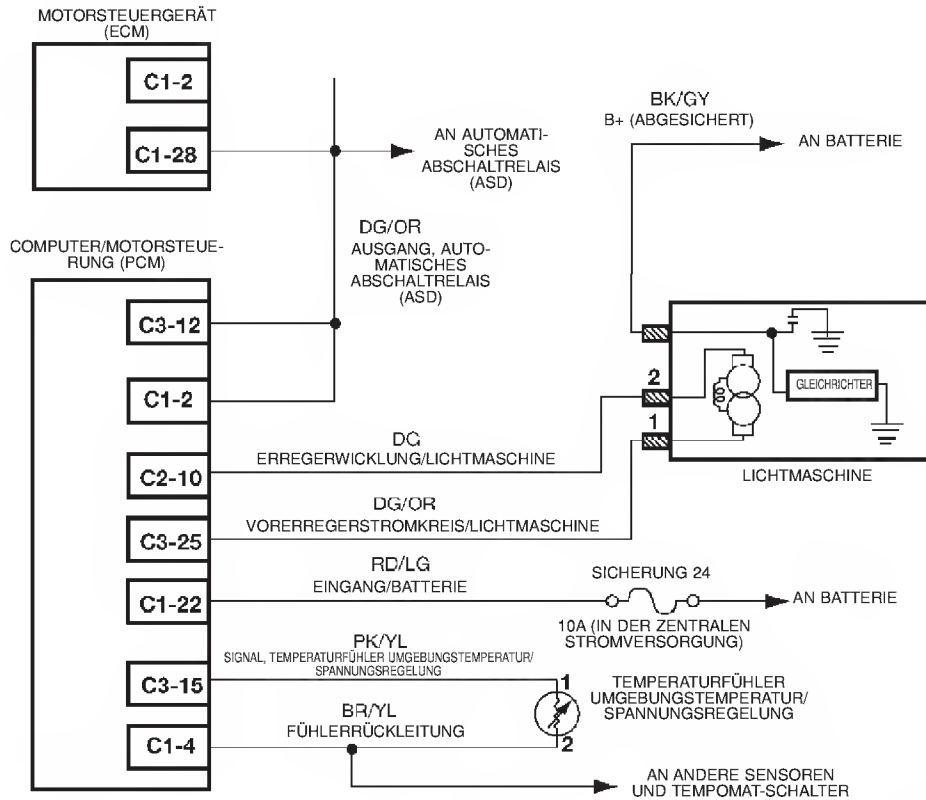 MOTORSTEUERGERÄT
(ECM)
C1-2
C1-28
AN AUTOMATI-
SCHES
ABSCHALTRELAIS
(ASD)
BK/GY
B+ (ABGESICHERT)
AN BATTERIE
DG/OR
AUSGANG, AUTO-
MATISCHES
ABSCHALTRELAIS
(ASD)
COMPUTER/MOTORSTEUE-
RUNG (PCM)
C3-12
C1-2
C2-10
C3-25
C1-22
C3-15
C1-4
2
1
GLEICHRICHTER
LICHTMASCHINE
DG
ERREGERWICKLUNG/LICHTMASCHINE
DG/OR
VORERREGERSTROMKREIS/LICHTMASCHINE
RD/LG
EINGANG/BATTERIE
SICHERUNG 24
AN BATTERIE
10A (IN DER ZENTRALEN
STROMVERSORGUNG)
PK/YL
SIGNAL, TEMPERATURFÜHLER UMGEBUNGSTEMPERATUR/
SPANNUNGSREGELUNG
1
2
TEMPERATURFÜHLER
UMGEBUNGSTEMPERATUR/
SPANNUNGSREGELUNG
BR/YL
FÜHLERRÜCKLEITUNG
AN ANDERE SENSOREN
UND TEMPOMAT-SCHALTER